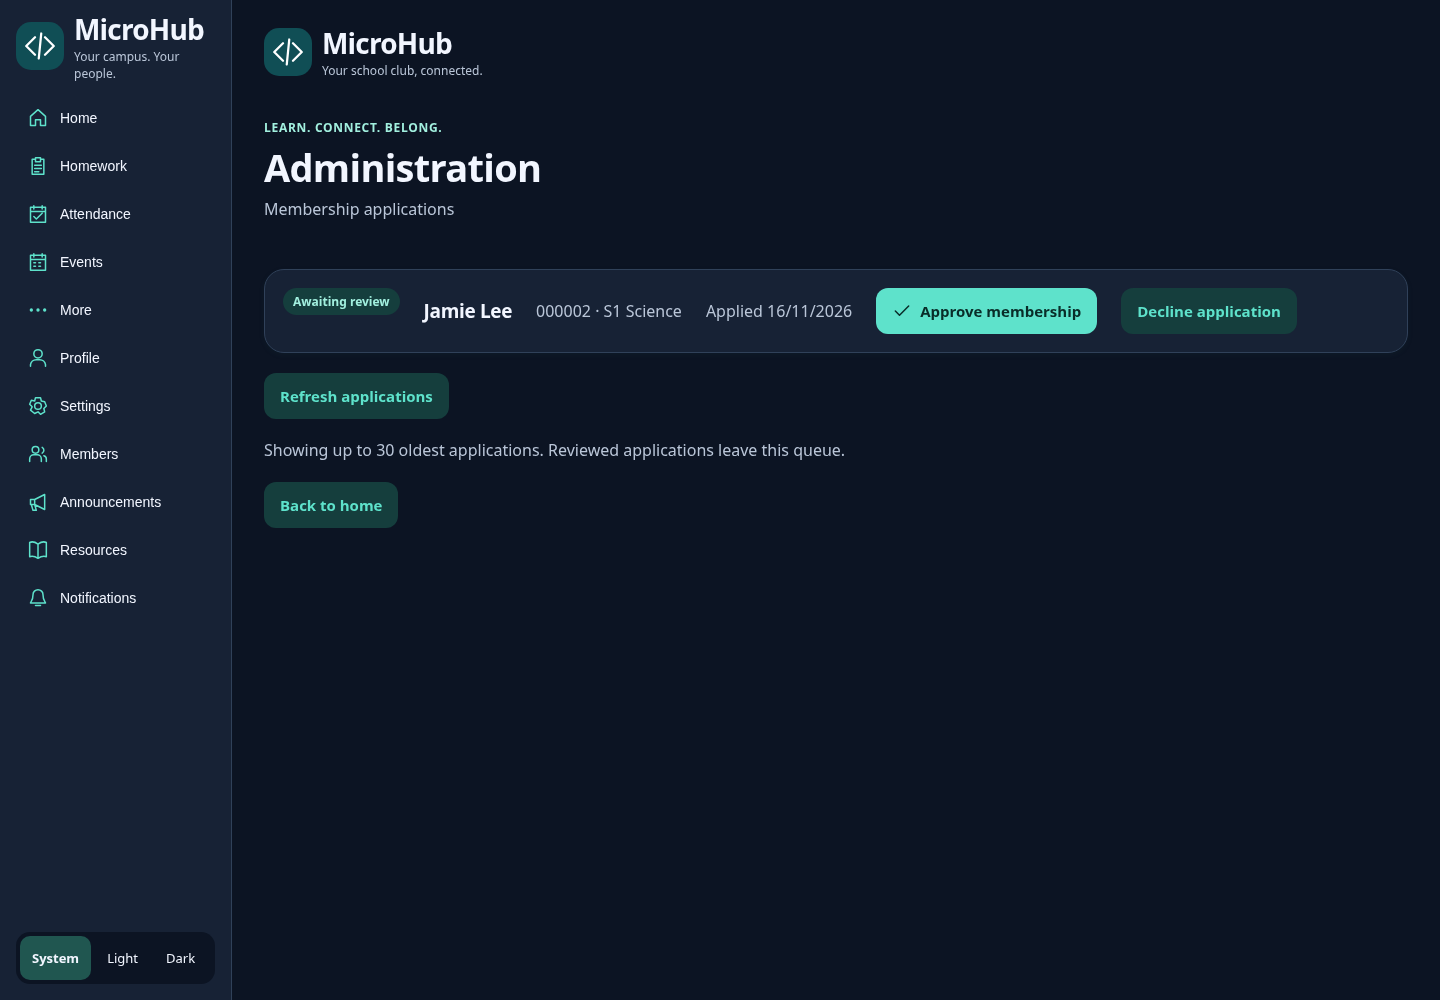 MicroHub
Your campus. Your
people.
Home
Homework
Attendance
Events
More
Profile
Settings
Members
Announcements
Resources
Notifications
System Light Dark
MicroHub
Your school club, connected.
LEARN. CONNECT. BELONG.
Administration
Membership applications
Awaiting review Jamie Lee 000002 · S1 Science Applied 16/11/2026 Approve membership Decline application
Refresh applications
Showing up to 30 oldest applications. Reviewed applications leave this queue.
Back to home